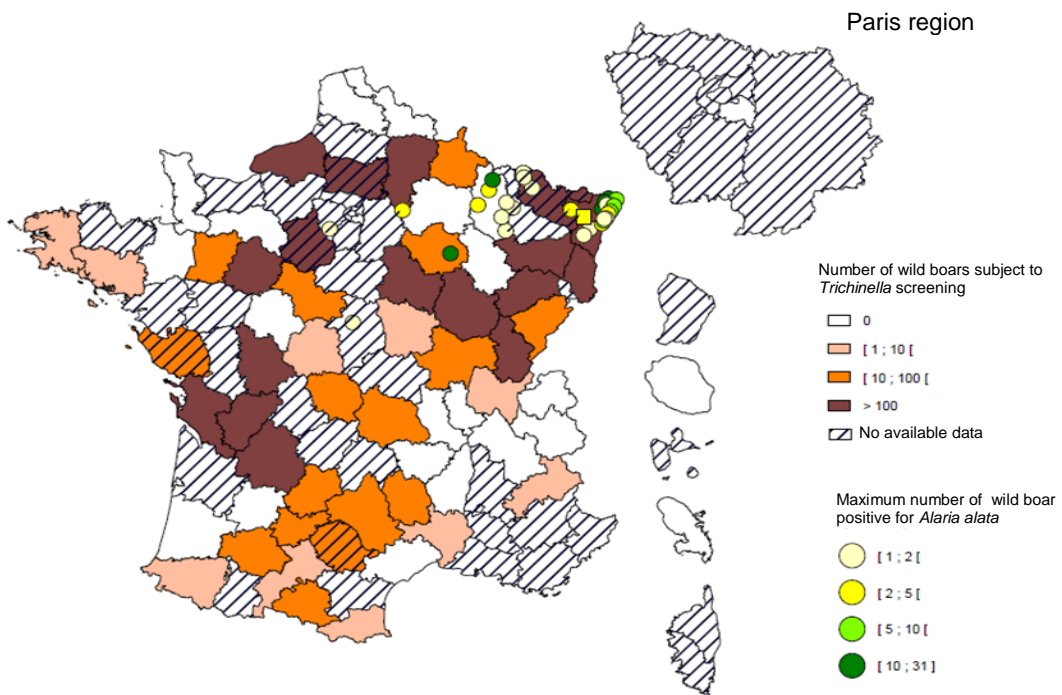 Paris region
Number of wild boars subject to
Trichinella screening
0
[ 1 ; 10 [
[ 10 ; 100 [
> 100
No available data
Maximum number of wild boar
positive for Alaria alata
[ 1 ; 2 [
[ 2 ; 5 [
[ 5 ; 10 [
[ 10 ; 31 ]